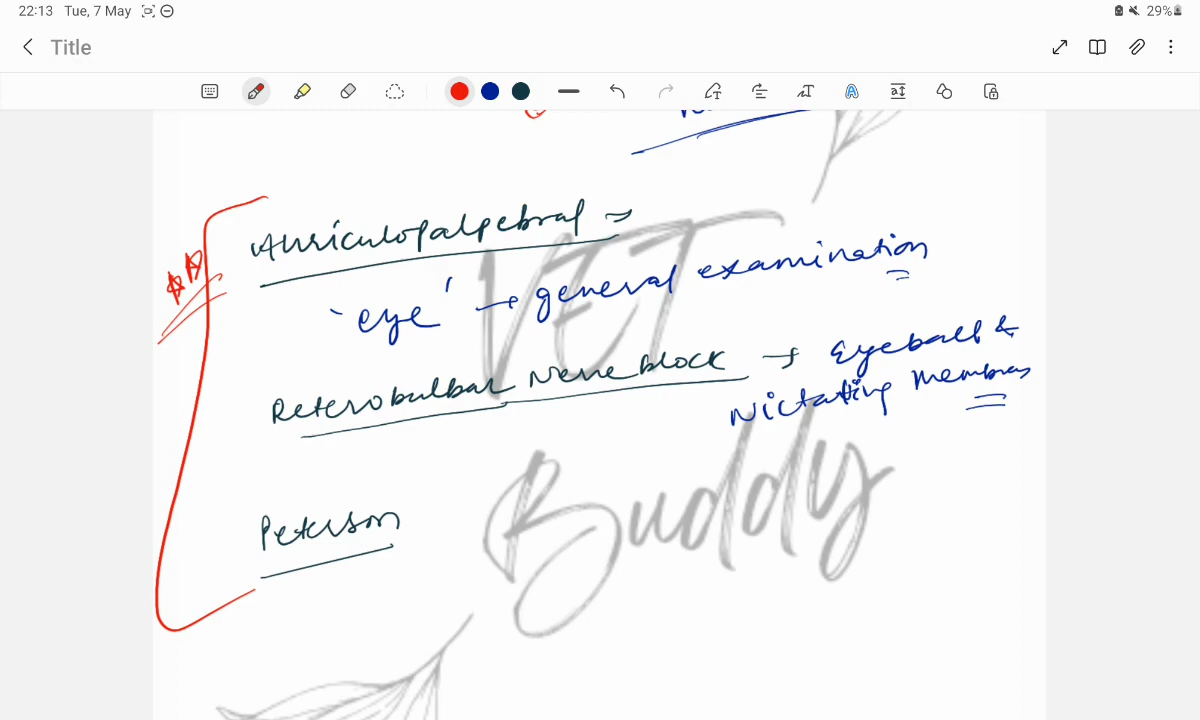 22:13 Tue, 7 May
29%
Title
Auriculopalpebral →
'eye' → general examination
Reterobulbar Nerve block → Eyeball &
Nictating Membran
Peterson
VET
Buddy